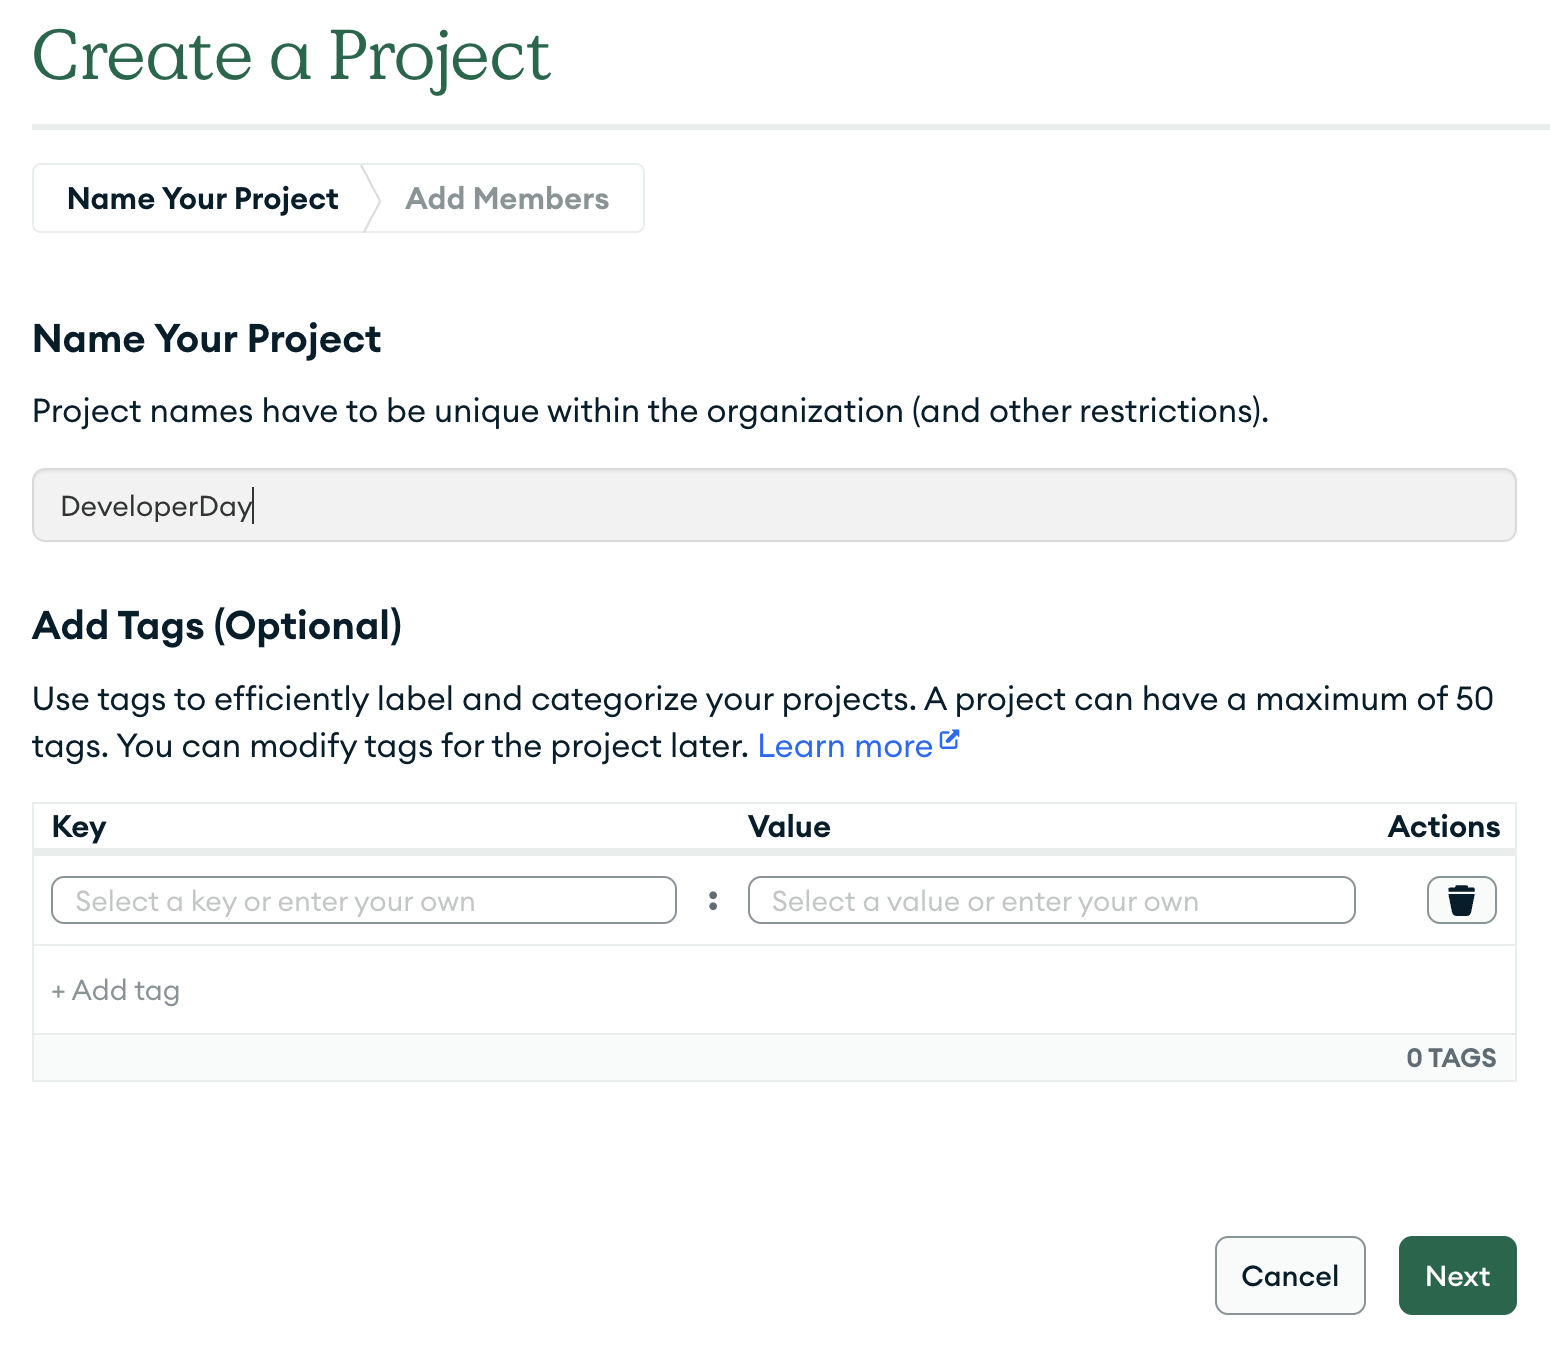 Create a Project
Name Your Project
Add Members
Name Your Project
Project names have to be unique within the organization (and other restrictions).
DeveloperDay
Add Tags (Optional)
Use tags to efficiently label and categorize your projects. A project can have a maximum of 50
tags. You can modify tags for the project later. Learn more
Key Value Actions
Select a key or enter your own : Select a value or enter your own
+ Add tag
0 TAGS
Cancel Next